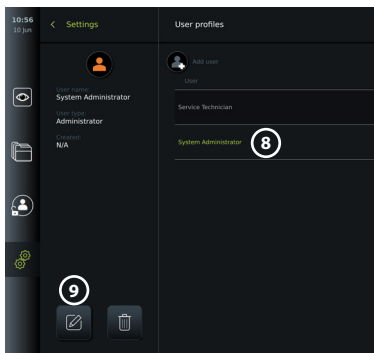 10:56
10 Jun
Settings
User name:
System Administrator
User type:
Administrator
Created:
N/A
9
User profiles
Add user
User
Service Technician
System Administrator
8